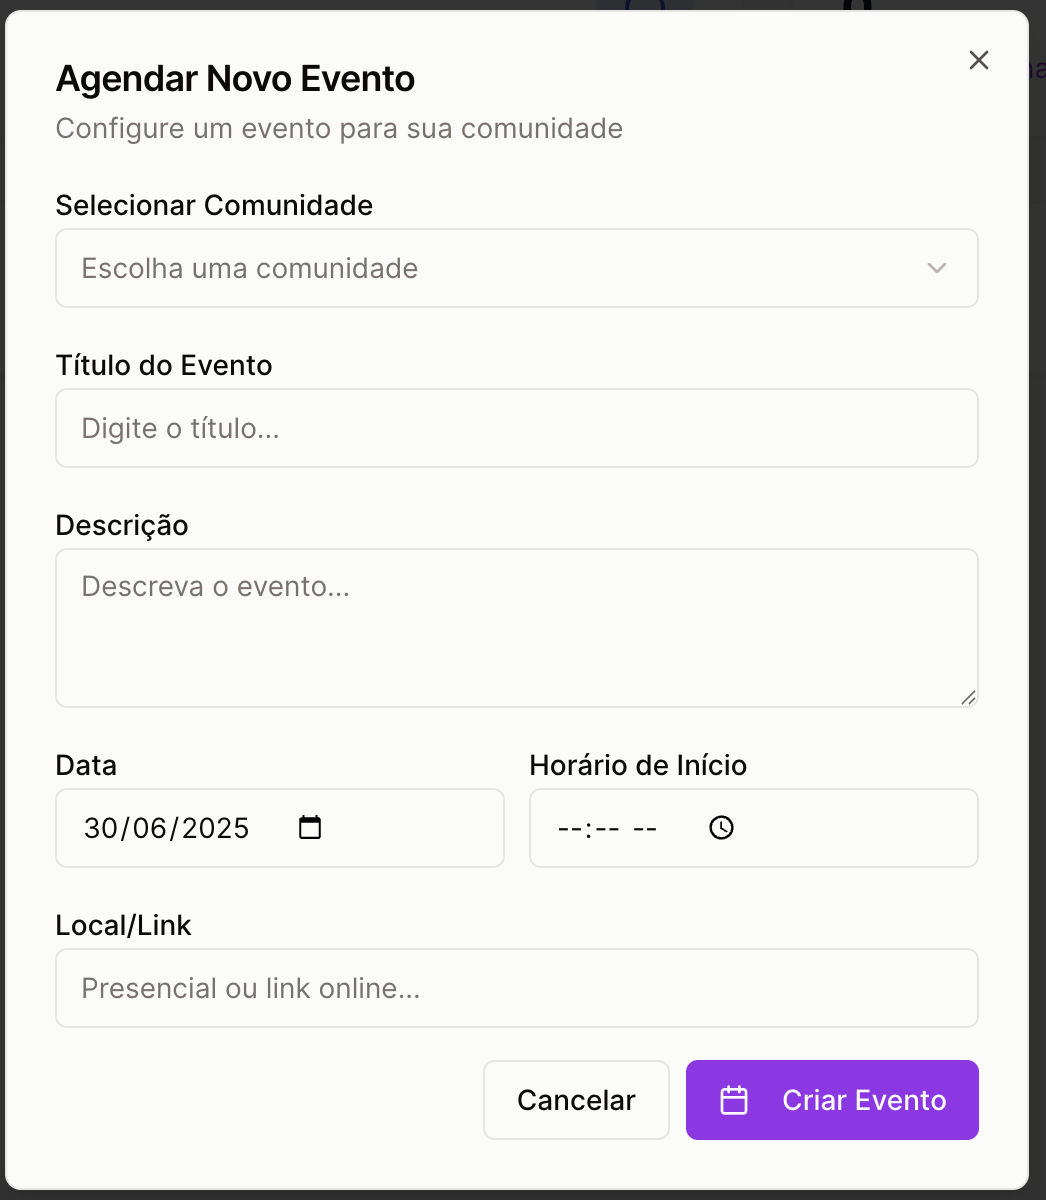 Agendar Novo Evento
Configure um evento para sua comunidade
Selecionar Comunidade
Escolha uma comunidade
Título do Evento
Digite o título...
Descrição
Descreva o evento...
Data
Horário de Início
30/06/2025
--:-- --
Local/Link
Presencial ou link online...
Cancelar
Criar Evento